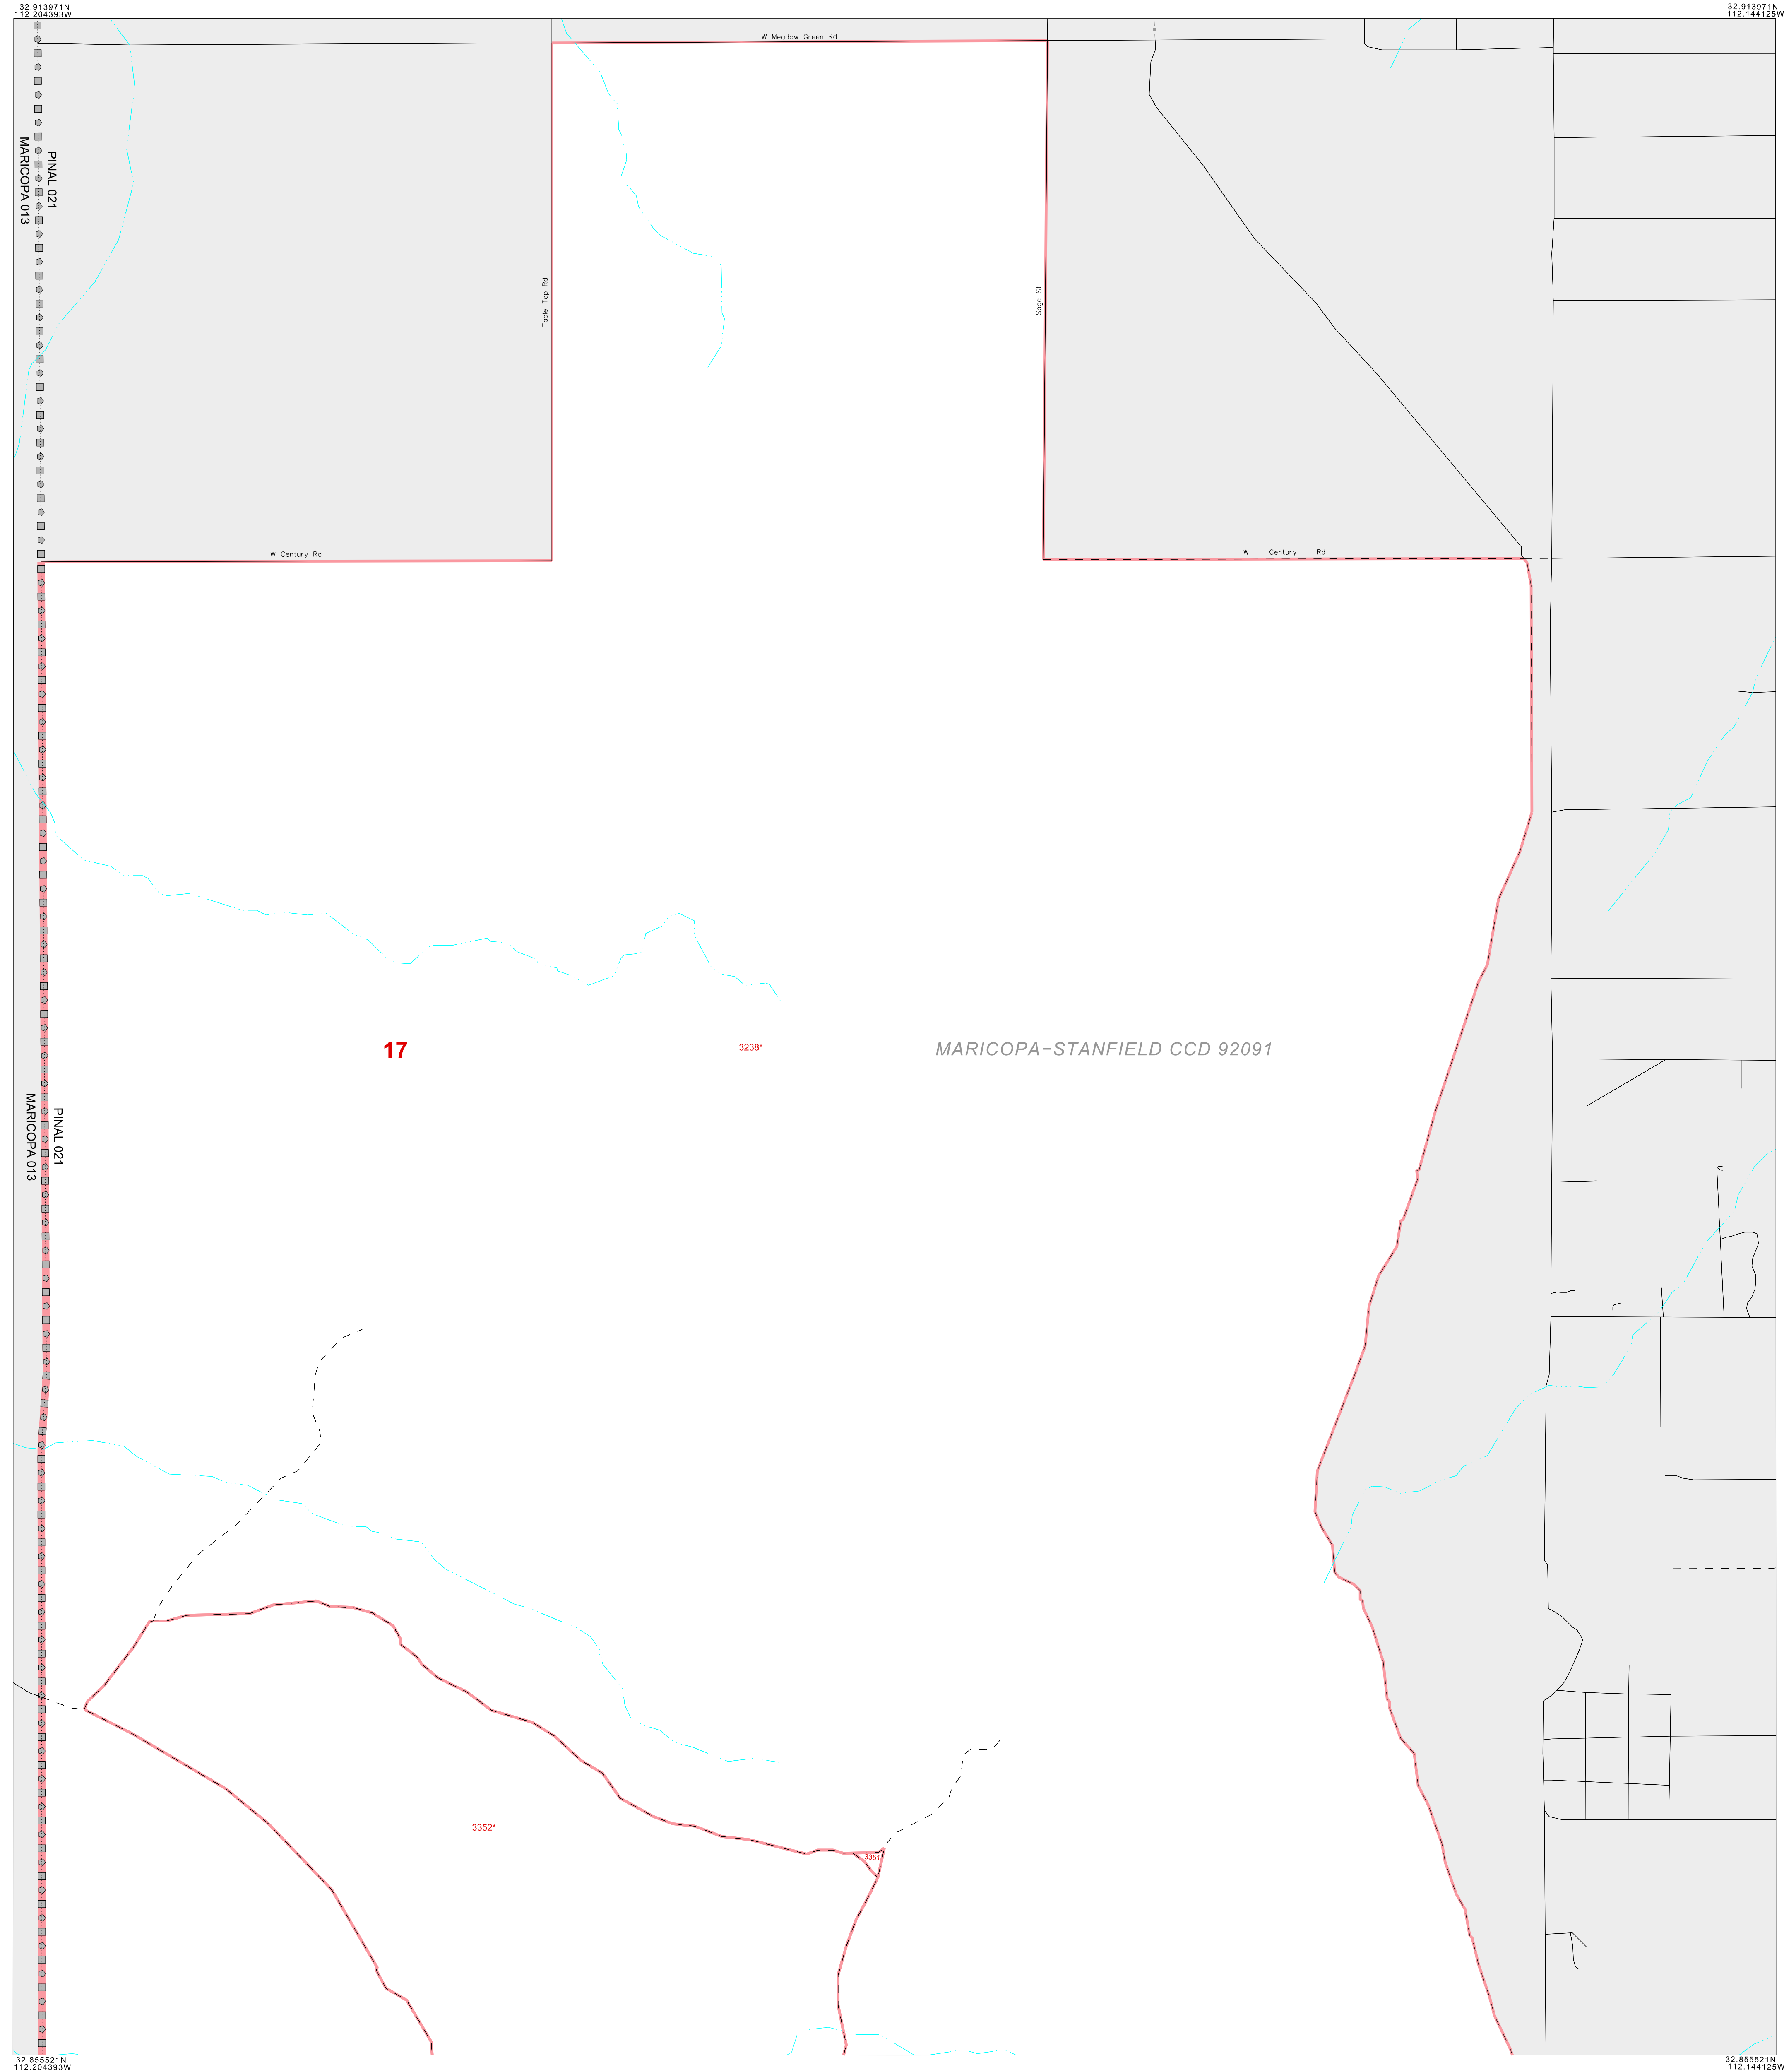 32.913971N
112.204393W
32.913971N
112.144125W
W Meadow Green Rd
PINAL 021
MARICOPA 013
Table Top Rd
Sage St
W Century Rd
W Century Rd
17
3238*
MARICOPA-STANFIELD CCD 92091
PINAL 021
MARICOPA 013
3352*
3351
32.855521N
112.204393W
32.855521N
112.144125W